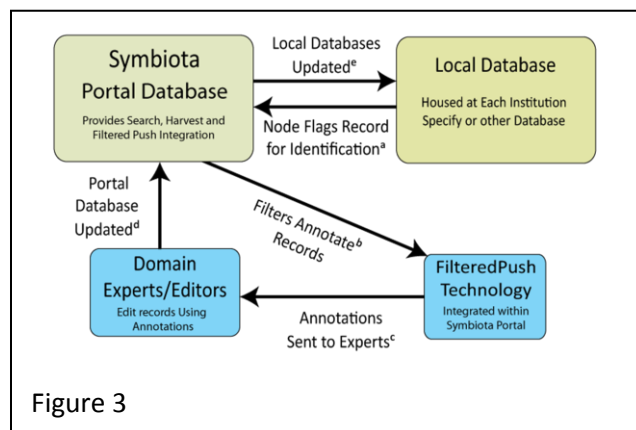 Symbiota
Portal Database
Provides Search, Harvest and
Filtered Push Integration
Local Databases
Updatedᵉ
Local Database
Housed at Each Institution
Specify or other Database
Node Flags Record
for Identificationᵃ
Portal
Database
Updatedᵈ
Filters Annotateᵇ
Records
Domain
Experts/Editors
Edit records Using
Annotations
FilteredPush
Technology
Integrated within
Symbiota Portal
Annotations
Sent to Expertsᶜ
Figure 3